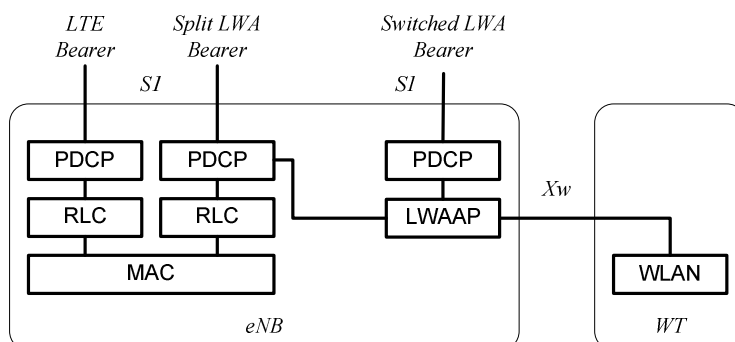 LTE
Bearer
Split LWA
Bearer
Switched LWA
Bearer
S1
S1
PDCP
PDCP
PDCP
Xw
RLC
RLC
LWAAP
MAC
WLAN
eNB
WT